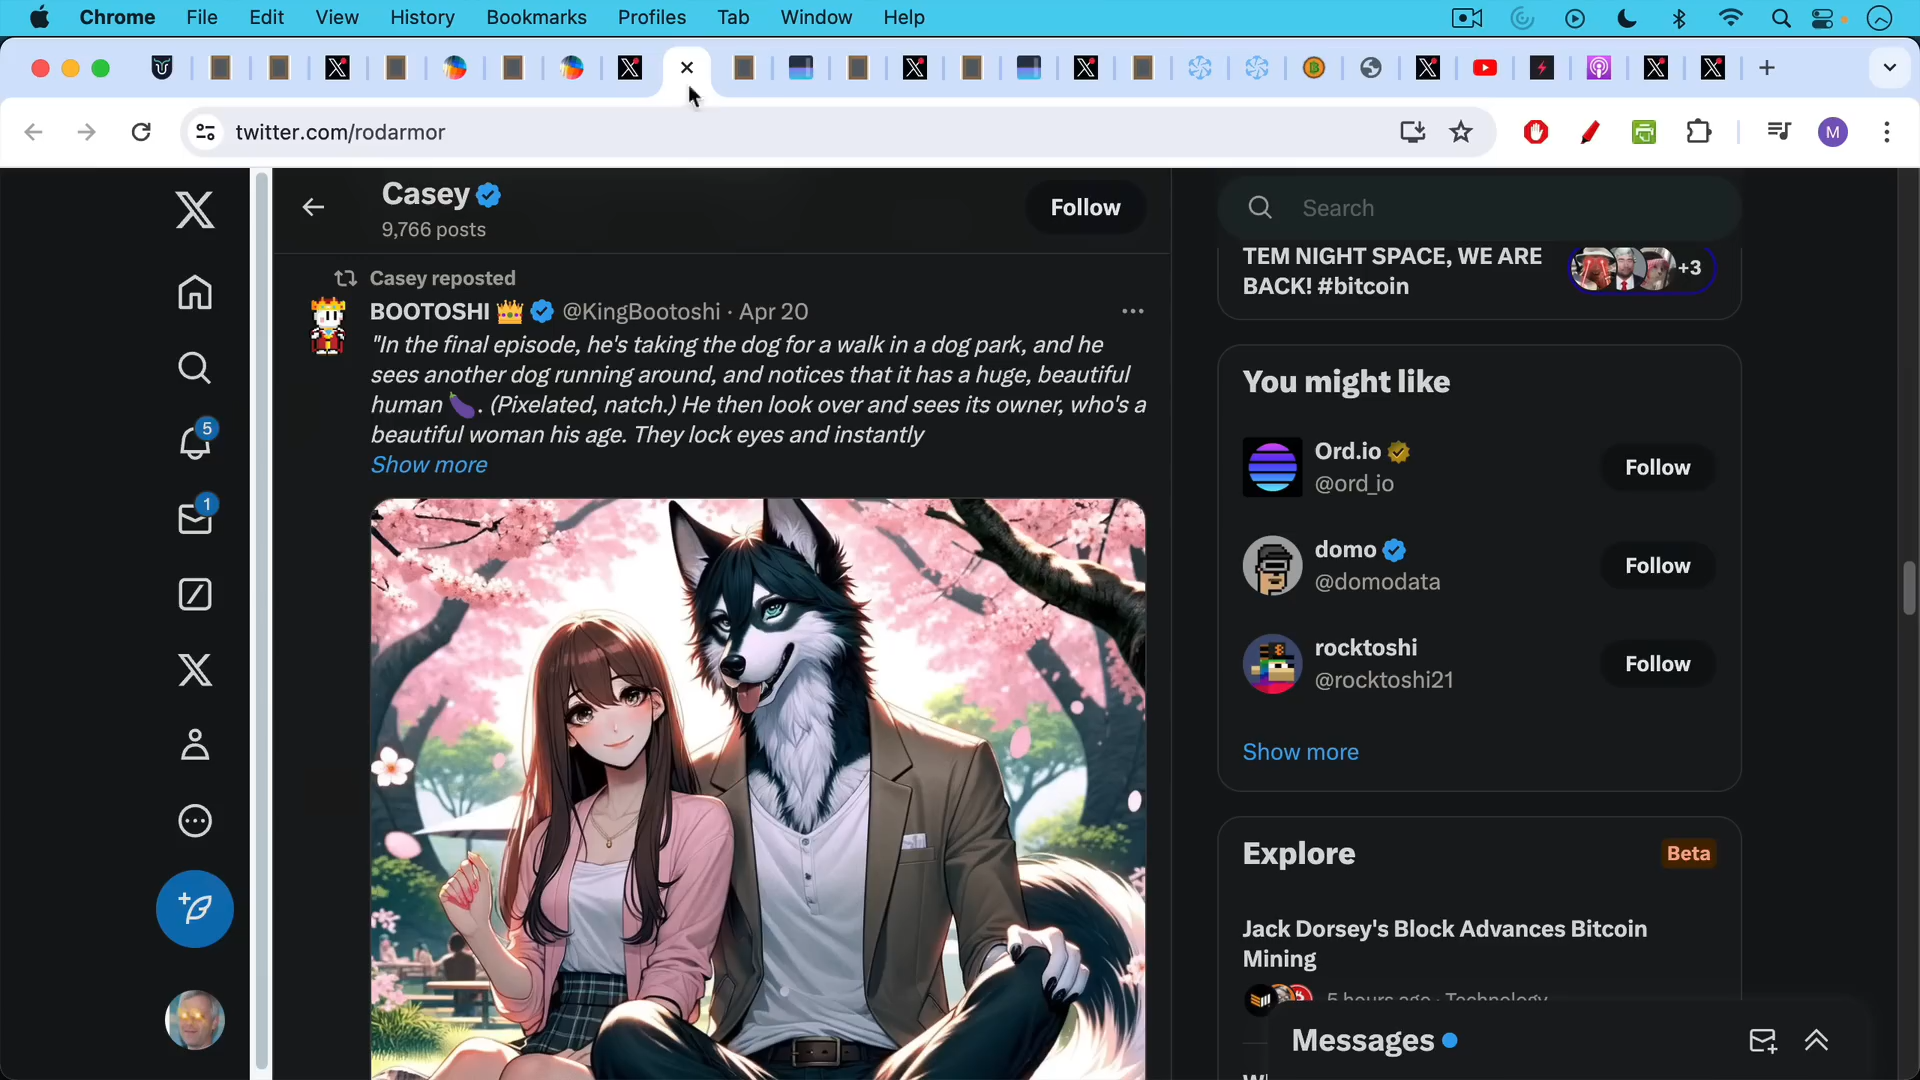 Chrome File Edit View History Bookmarks Profiles Tab Window Help
twitter.com/rodarmor
M
Casey
9,766 posts
Follow
Casey reposted
BOOTOSHI 👑 @KingBootoshi · Apr 20
"In the final episode, he's taking the dog for a walk in a dog park, and he
sees another dog running around, and notices that it has a huge, beautiful
human 🍆. (Pixelated, natch.) He then look over and sees its owner, who's a
beautiful woman his age. They lock eyes and instantly
Show more
5
1
Search
TEM NIGHT SPACE, WE ARE
BACK! #bitcoin
+3
You might like
Ord.io
@ord_io
Follow
domo
@domodata
Follow
rocktoshi
@rocktoshi21
Follow
Show more
Explore
Beta
Jack Dorsey's Block Advances Bitcoin
Mining
5 hours ago · Technology
Messages